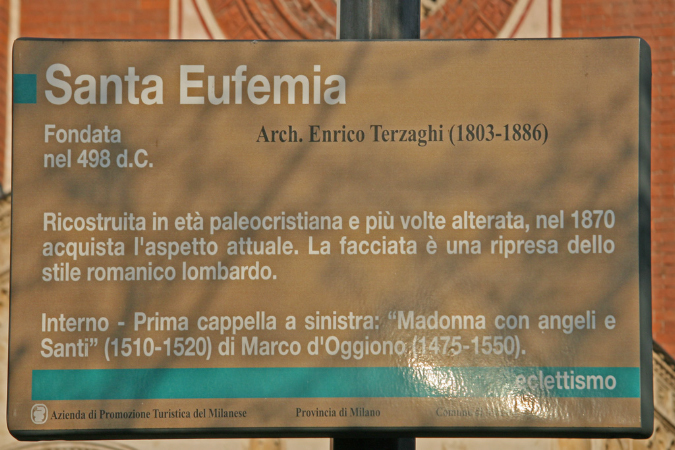 Santa Eufemia
Fondata
nel 498 d.C.
Arch. Enrico Terzaghi (1803-1886)
Ricostruita in età paleocristiana e più volte alterata, nel 1870
acquista l'aspetto attuale. La facciata è una ripresa dello
stile romanico lombardo.
Interno - Prima cappella a sinistra: “Madonna con angeli e
Santi” (1510-1520) di Marco d'Oggiono (1475-1550).
eclettismo
Azienda di Promozione Turistica del Milanese Provincia di Milano